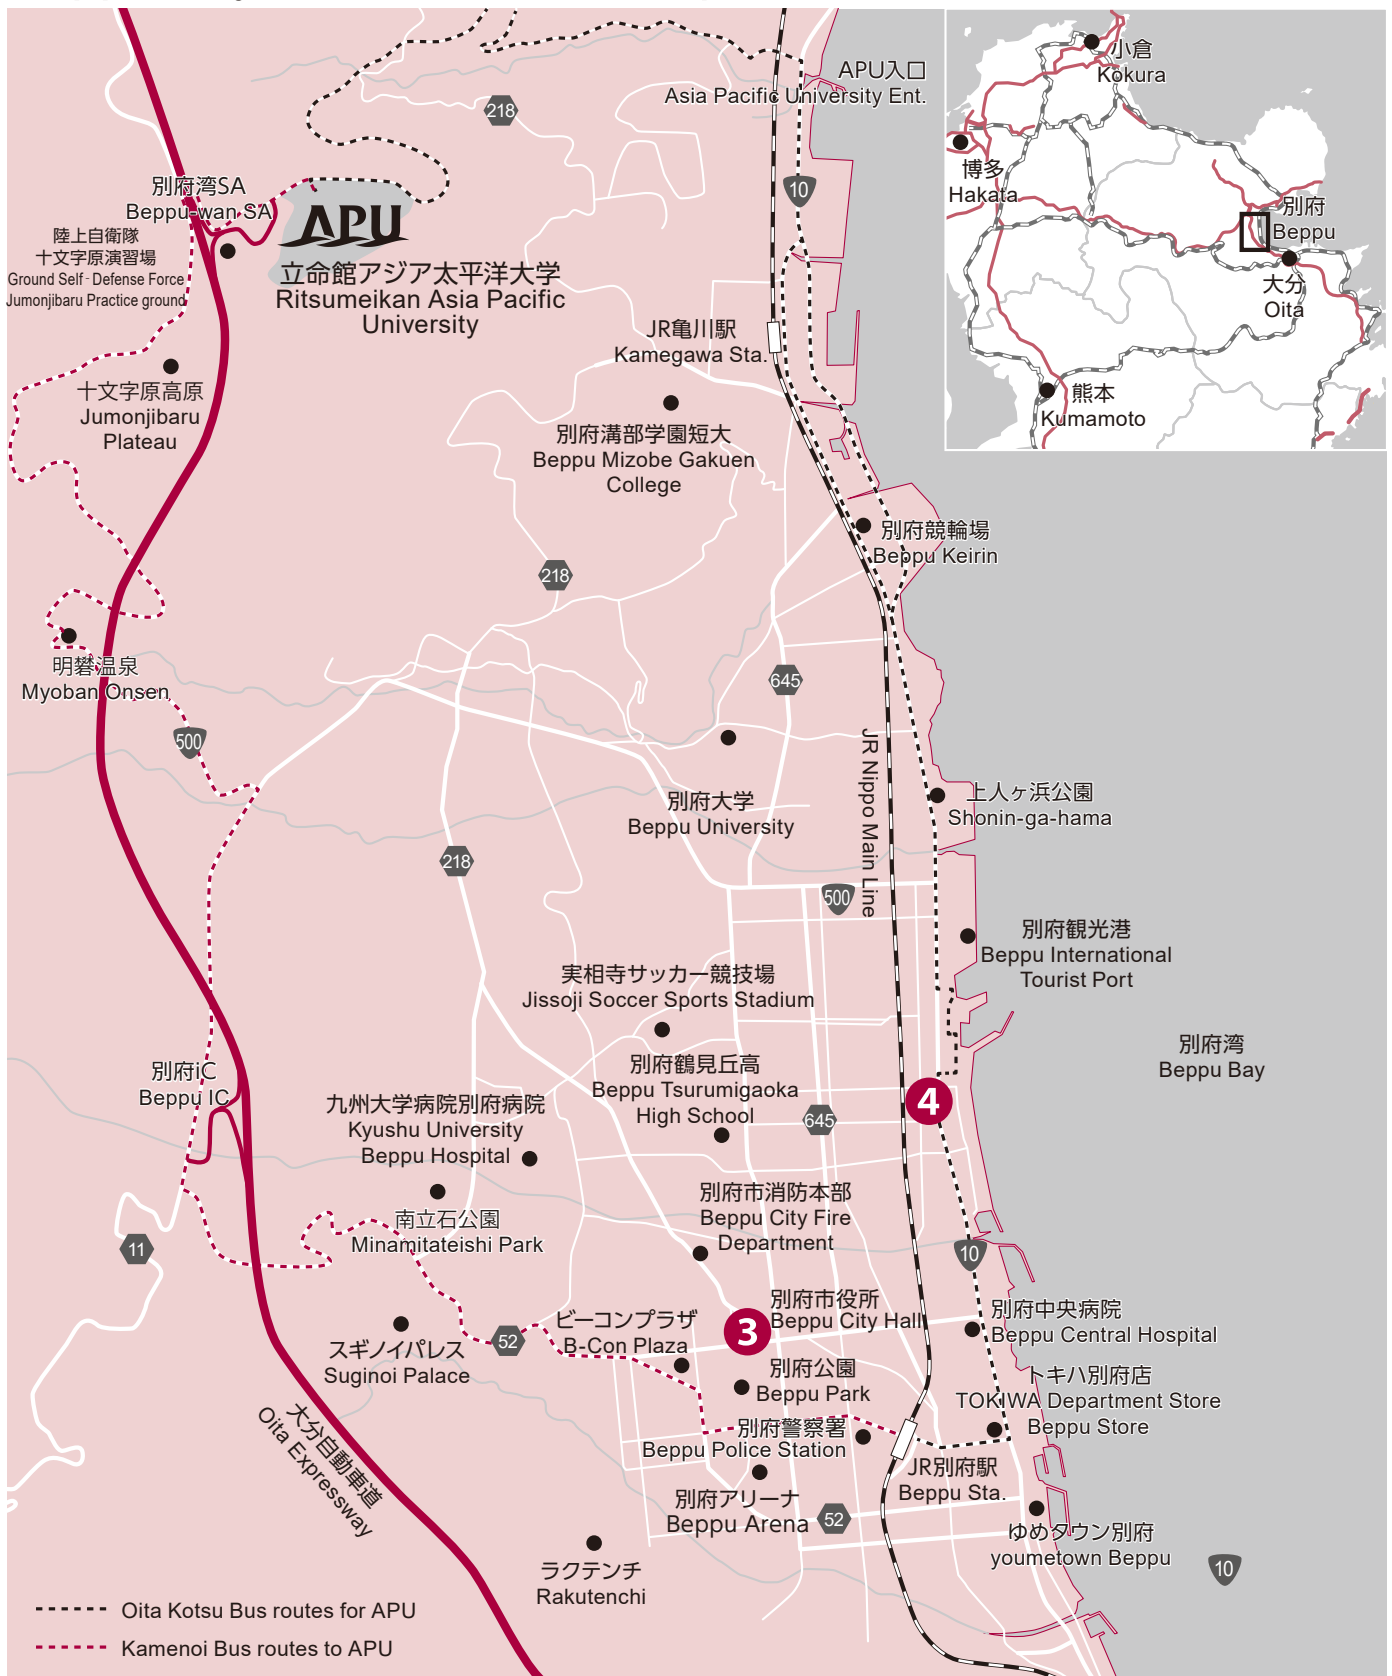 APU入口
Asia Pacific University Ent.
小倉
Kokura
博多
Hakata
別府
Beppu
大分
Oita
熊本
Kumamoto
218
10
別府湾SA
Beppu-wan SA
陸上自衛隊
十文字原演習場
Ground Self-Defense Force
Jumonjibaru Practice ground
APU
立命館アジア太平洋大学
Ritsumeikan Asia Pacific
University
JR亀川駅
Kamegawa Sta.
十文字原高原
Jumonjibaru
Plateau
別府溝部学園短大
Beppu Mizobe Gakuen
College
別府競輪場
Beppu Keirin
218
明礬温泉
Myoban Onsen
645
500
JR Nippo Main Line
別府大学
Beppu University
上人ヶ浜公園
Shonin-ga-hama
218
500
別府観光港
Beppu International
Tourist Port
実相寺サッカー競技場
Jissoji Soccer Sports Stadium
別府湾
Beppu Bay
別府iC
Beppu IC
別府鶴見丘高
Beppu Tsurumigaoka
High School
九州大学病院別府病院
Kyushu University
Beppu Hospital
4
645
別府市消防本部
Beppu City Fire
Department
南立石公園
Minamitateishi Park
11
10
別府市役所
Beppu City Hall
3
ビーコンプラザ
B-Con Plaza
別府中央病院
Beppu Central Hospital
52
スギノイパレス
Suginoi Palace
別府公園
Beppu Park
トキハ別府店
TOKIWA Department Store
Beppu Store
大分自動車道
Oita Expressway
別府警察署
Beppu Police Station
JR別府駅
Beppu Sta.
別府アリーナ
Beppu Arena
52
ゆめタウン別府
youmetown Beppu
10
ラクテンチ
Rakutenchi
Oita Kotsu Bus routes for APU
Kamenoi Bus routes to APU